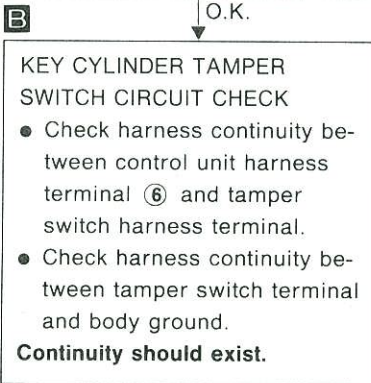 B
O.K.
KEY CYLINDER TAMPER
SWITCH CIRCUIT CHECK
● Check harness continuity be-
tween control unit harness
terminal ⑥ and tamper
switch harness terminal.
● Check harness continuity be-
tween tamper switch terminal
and body ground.
Continuity should exist.